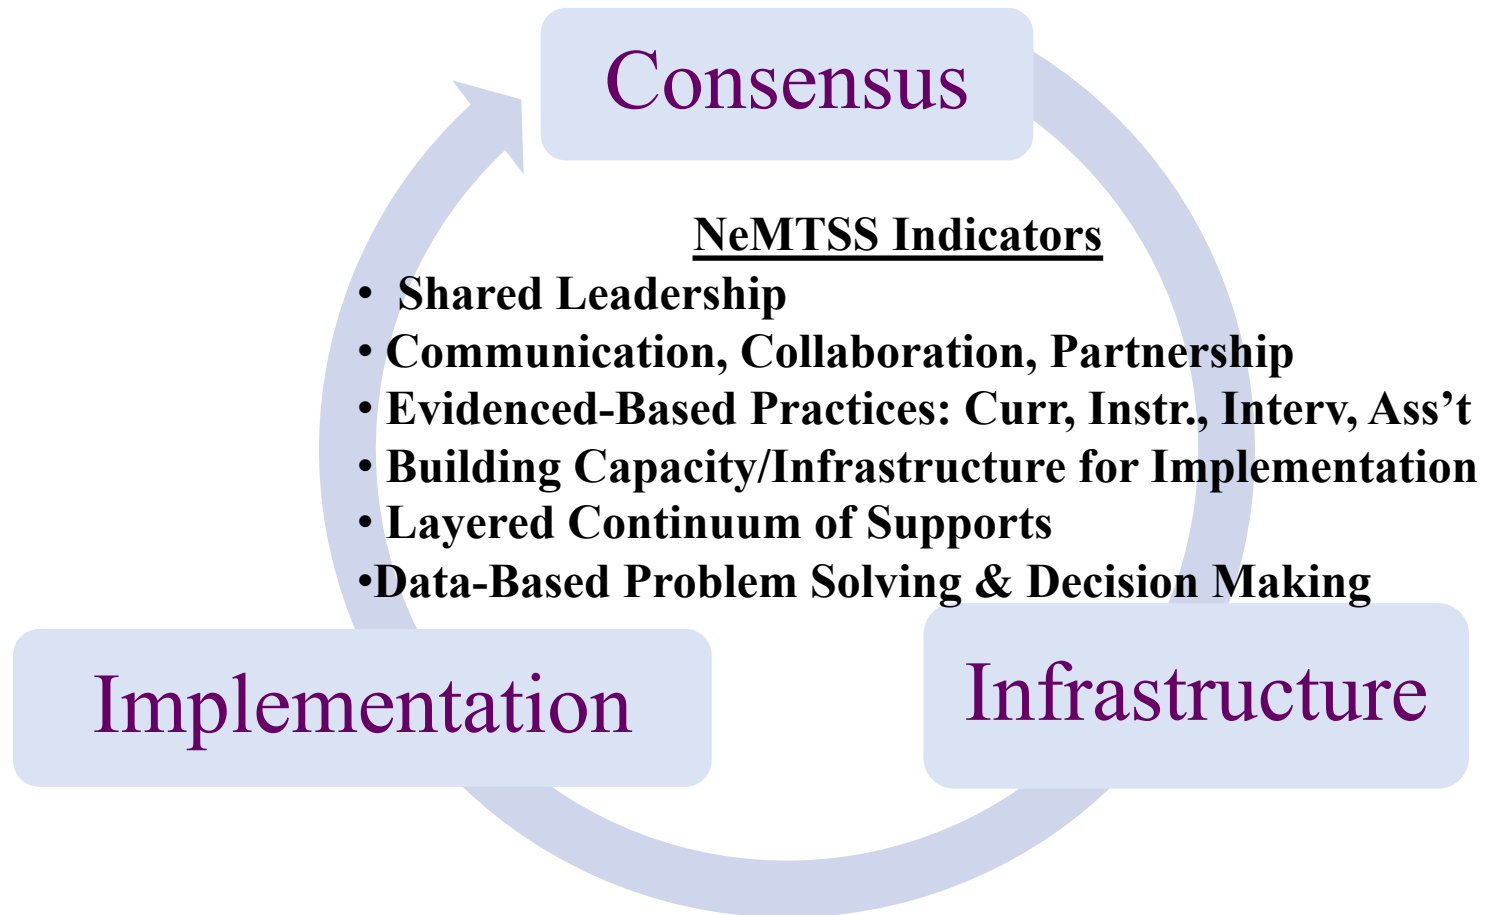 Consensus
NeMTSS Indicators
• Shared Leadership
• Communication, Collaboration, Partnership
• Evidenced-Based Practices: Curr, Instr., Interv, Ass’t
• Building Capacity/Infrastructure for Implementation
• Layered Continuum of Supports
•Data-Based Problem Solving & Decision Making
Implementation
Infrastructure